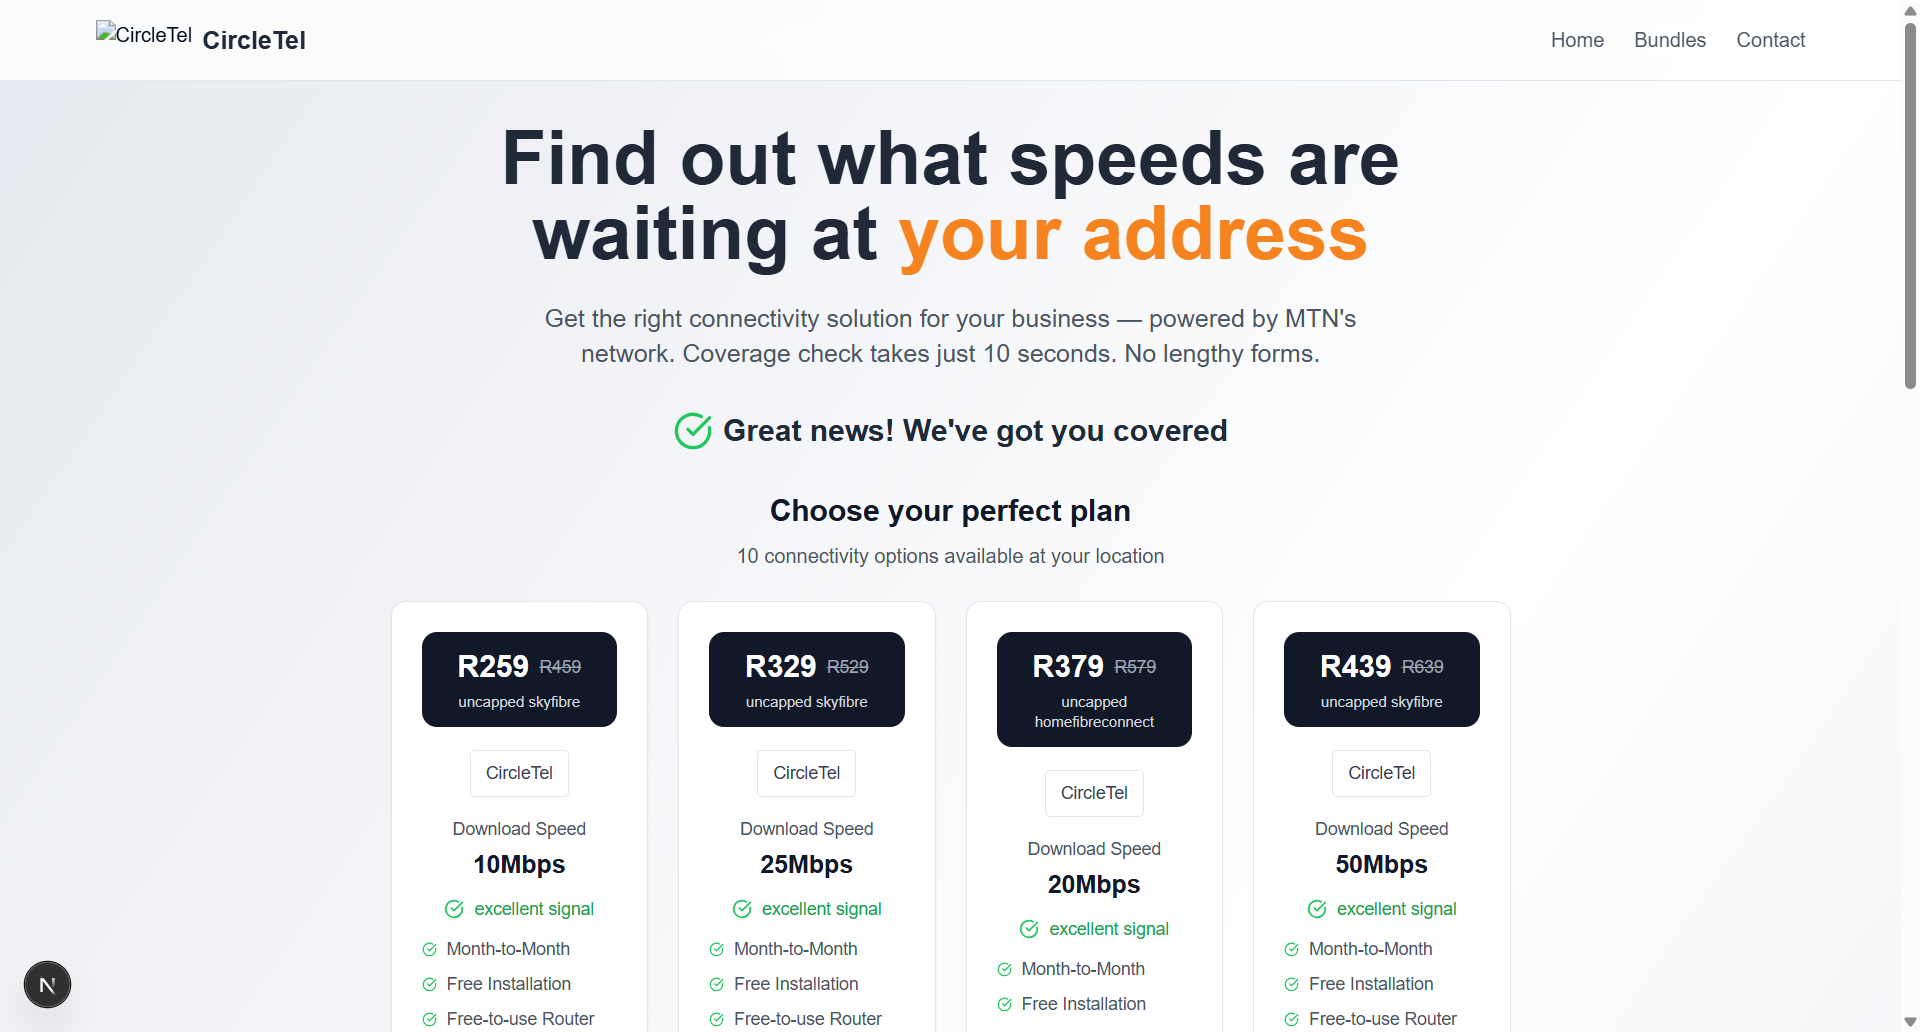 CircleTel CircleTel
Home Bundles Contact
Find out what speeds are
waiting at your address
Get the right connectivity solution for your business — powered by MTN's
network. Coverage check takes just 10 seconds. No lengthy forms.
Great news! We've got you covered
Choose your perfect plan
10 connectivity options available at your location
R259 R459
uncapped skyfibre
CircleTel
Download Speed
10Mbps
excellent signal
Month-to-Month
Free Installation
Free-to-use Router
R329 R529
uncapped skyfibre
CircleTel
Download Speed
25Mbps
excellent signal
Month-to-Month
Free Installation
Free-to-use Router
R379 R579
uncapped
homefibreconnect
CircleTel
Download Speed
20Mbps
excellent signal
Month-to-Month
Free Installation
R439 R639
uncapped skyfibre
CircleTel
Download Speed
50Mbps
excellent signal
Month-to-Month
Free Installation
Free-to-use Router
N